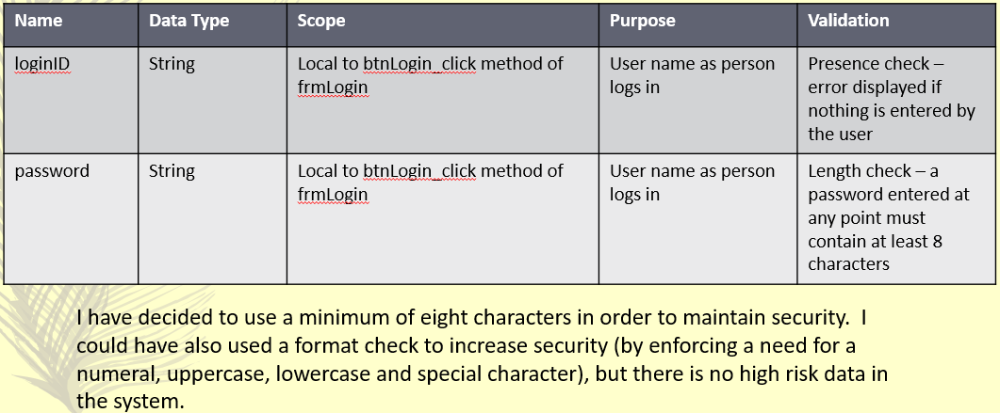 Name Data Type Scope Purpose Validation
loginID String Local to btnLogin_click method of User name as person Presence check –
frmLogin logs in error displayed if
nothing is entered by
the user
password String Local to btnLogin_click method of User name as person Length check – a
frmLogin logs in password entered at
any point must
contain at least 8
characters
I have decided to use a minimum of eight characters in order to maintain security. I
could have also used a format check to increase security (by enforcing a need for a
numeral, uppercase, lowercase and special character), but there is no high risk data in
the system.